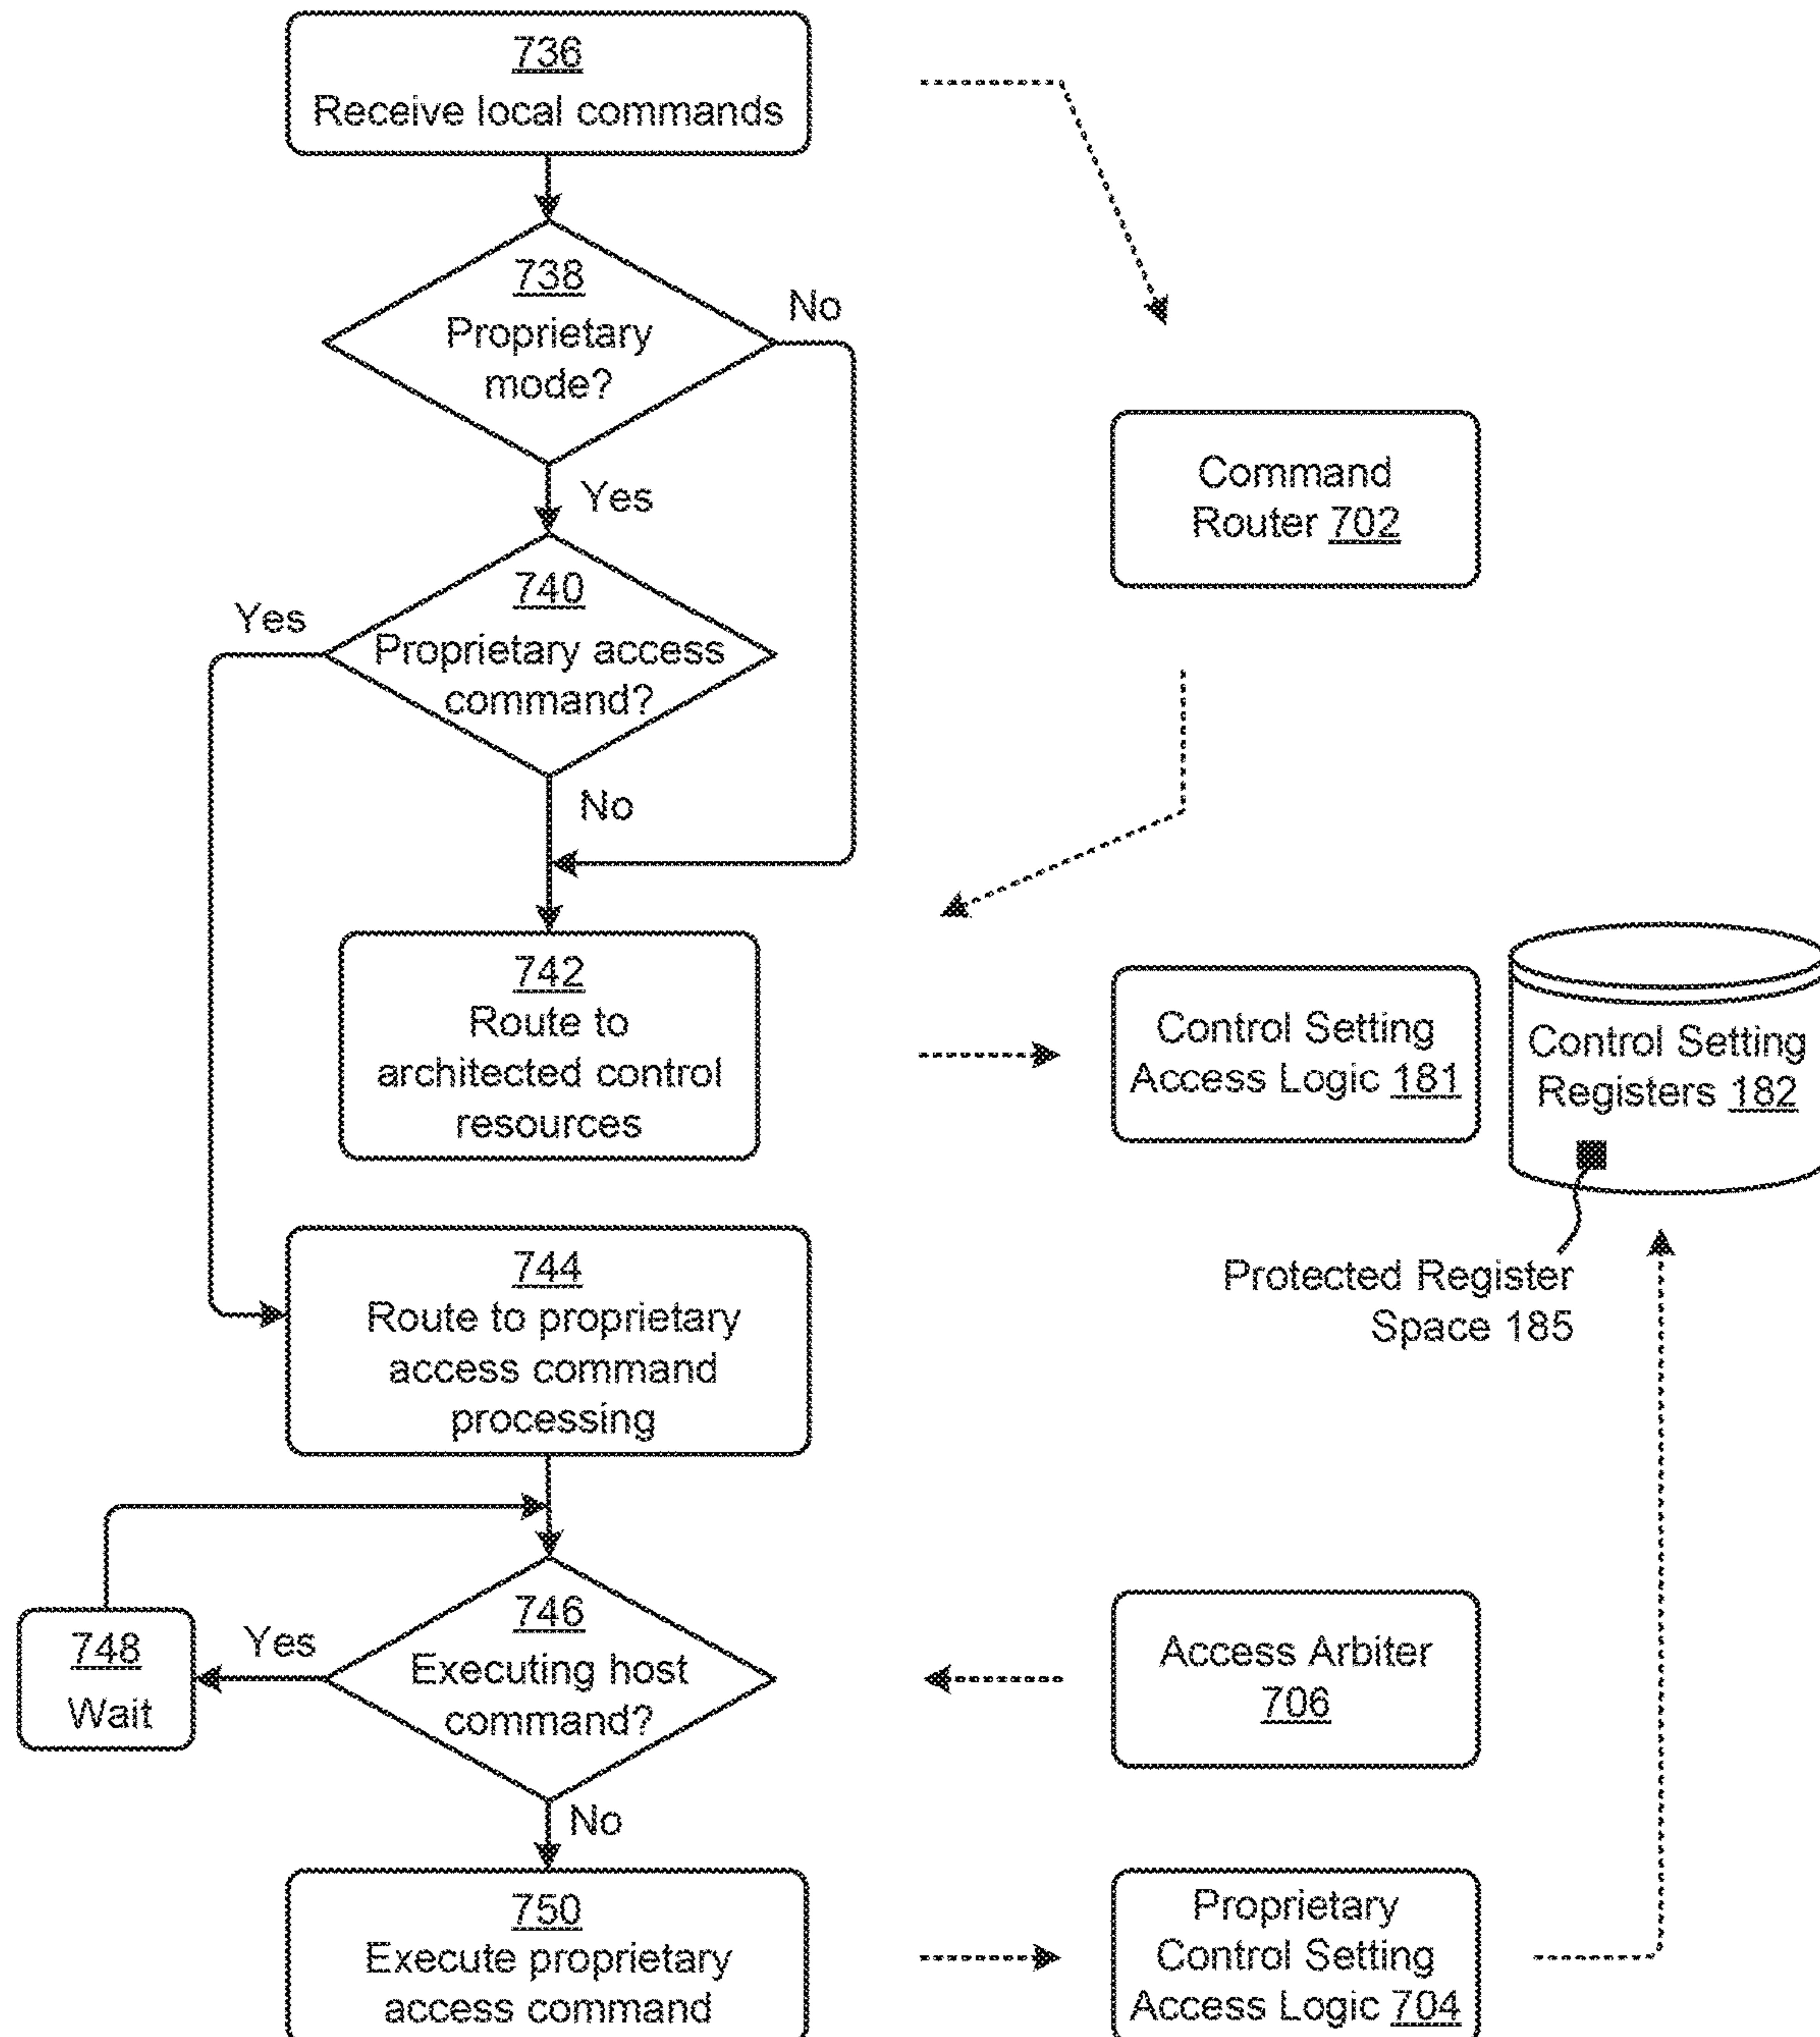 736
Receive local commands
738
Proprietary
mode?
No
Yes
Command
Router 702
740
Proprietary access
command?
Yes
No
742
Route to
architected control
resources
Control Setting
Access Logic 181
Control Setting
Registers 182
Protected Register
Space 185
744
Route to proprietary
access command
processing
746
Executing host
command?
Yes
748
Wait
No
Access Arbiter
706
750
Execute proprietary
access command
Proprietary
Control Setting
Access Logic 704